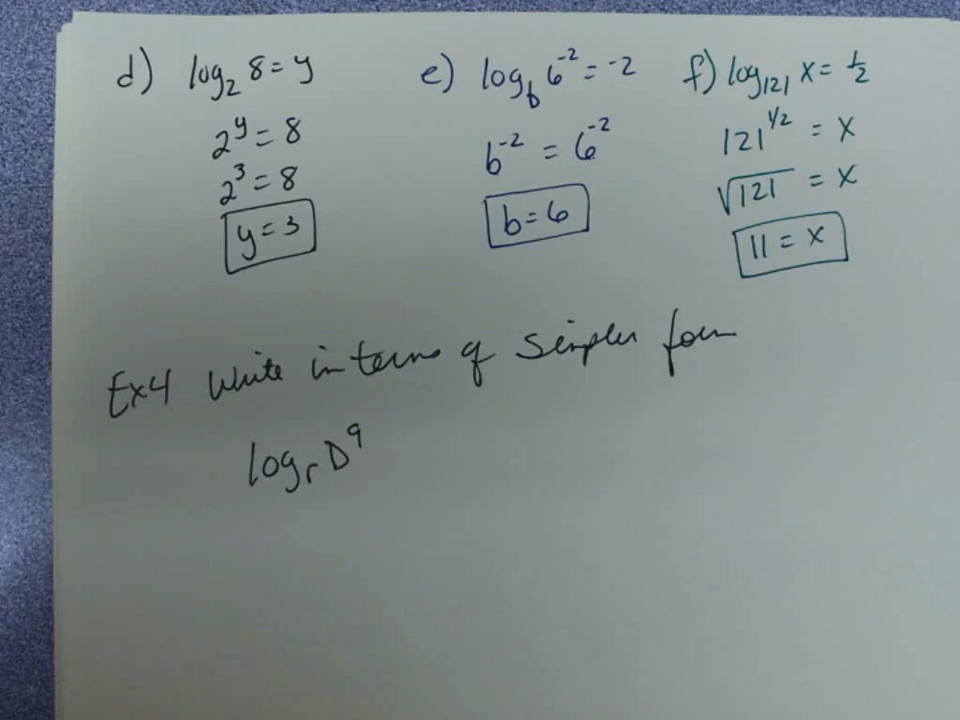 d) log₂ 8 = y
2^y = 8
2³ = 8
y = 3
e) log_b 6⁻² = -2
b⁻² = 6⁻²
b = 6
f) log₁₂₁ x = 1/2
121^1/2 = x
√121 = x
11 = x
Ex4 Write in terms of simpler form
log_r D⁹